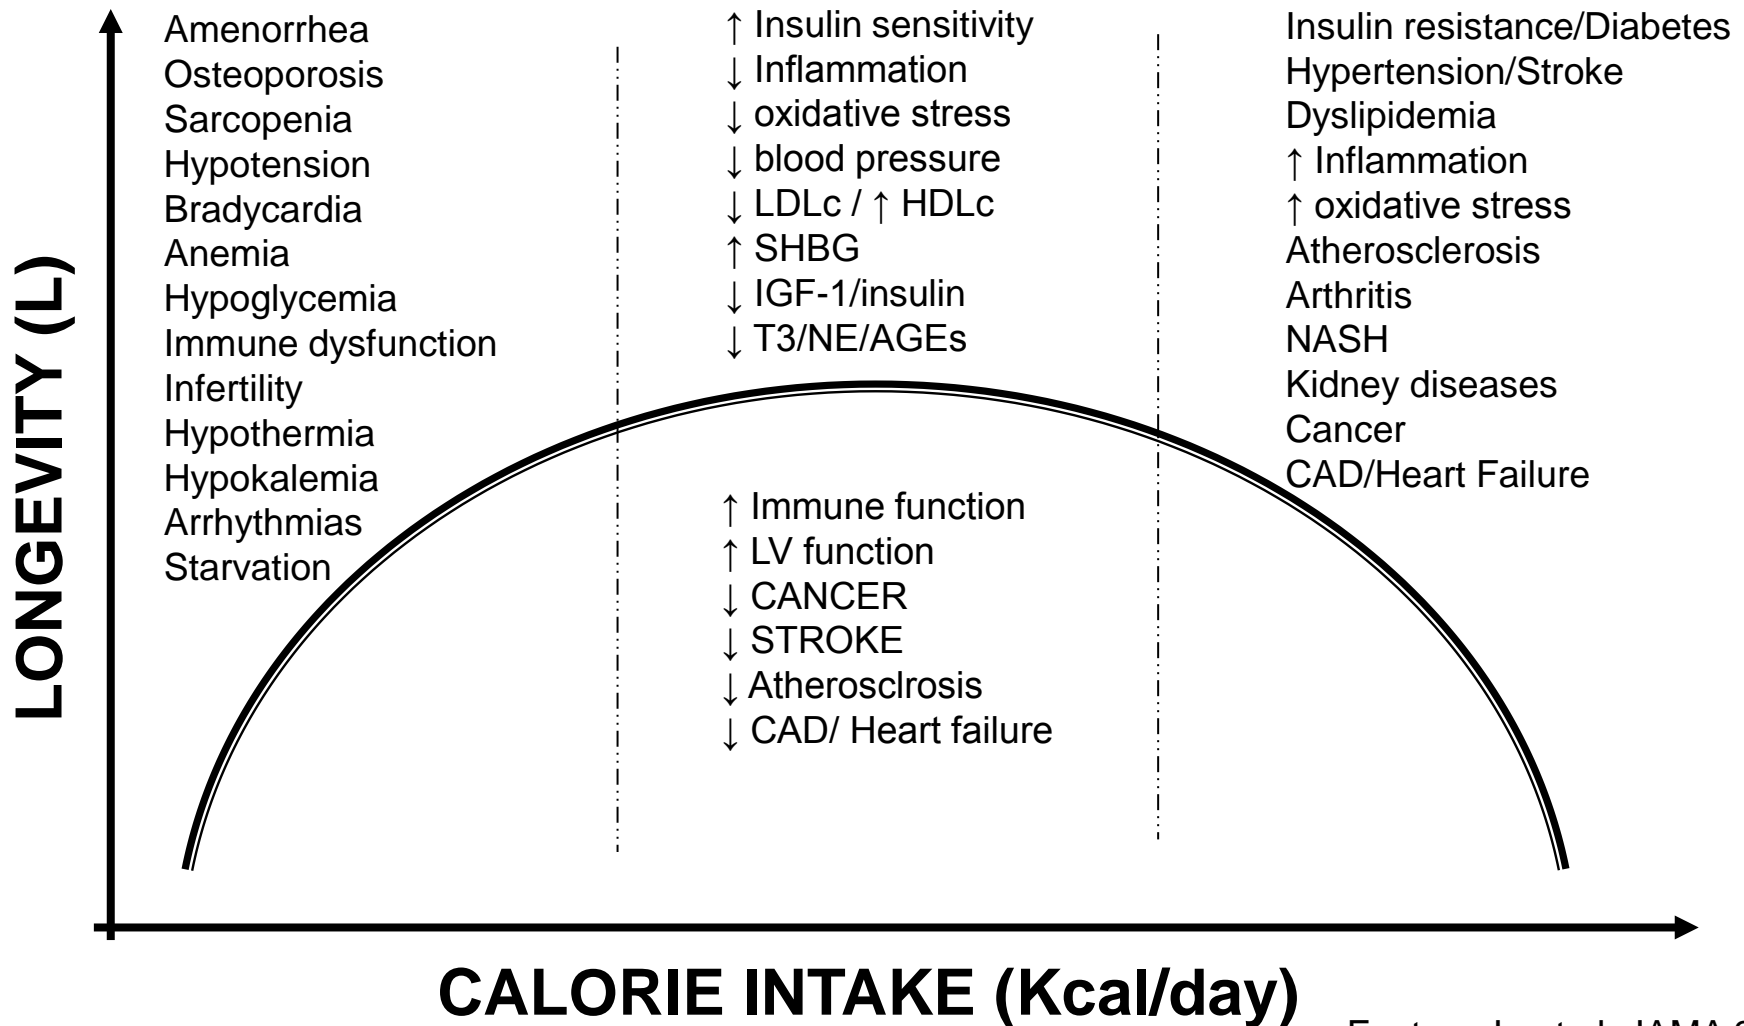 Amenorrhea
Osteoporosis
Sarcopenia
Hypotension
Bradycardia
Anemia
Hypoglycemia
Immune dysfunction
Infertility
Hypothermia
Hypokalemia
Arrhythmias
Starvation
↑ Insulin sensitivity
↓ Inflammation
↓ oxidative stress
↓ blood pressure
↓ LDLc / ↑ HDLc
↑ SHBG
↓ IGF-1/insulin
↓ T3/NE/AGEs
↑ Immune function
↑ LV function
↓ CANCER
↓ STROKE
↓ Atherosclrosis
↓ CAD/ Heart failure
Insulin resistance/Diabetes
Hypertension/Stroke
Dyslipidemia
↑ Inflammation
↑ oxidative stress
Atherosclerosis
Arthritis
NASH
Kidney diseases
Cancer
CAD/Heart Failure
LONGEVITY (L)
CALORIE INTAKE (Kcal/day)